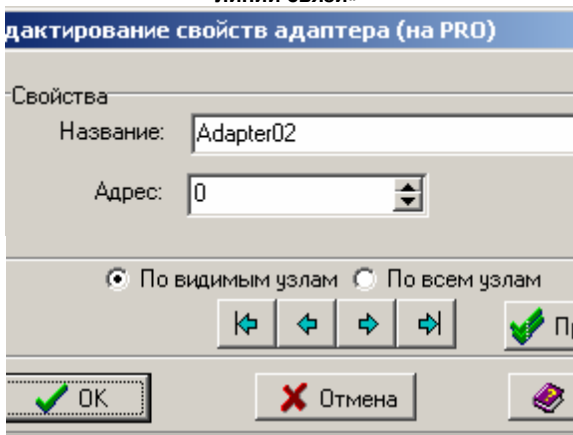 дактирование свойств адаптера (на PRO)
Свойства
Название: Adapter02
Адрес: 0
По видимым узлам По всем узлам
OK Отмена